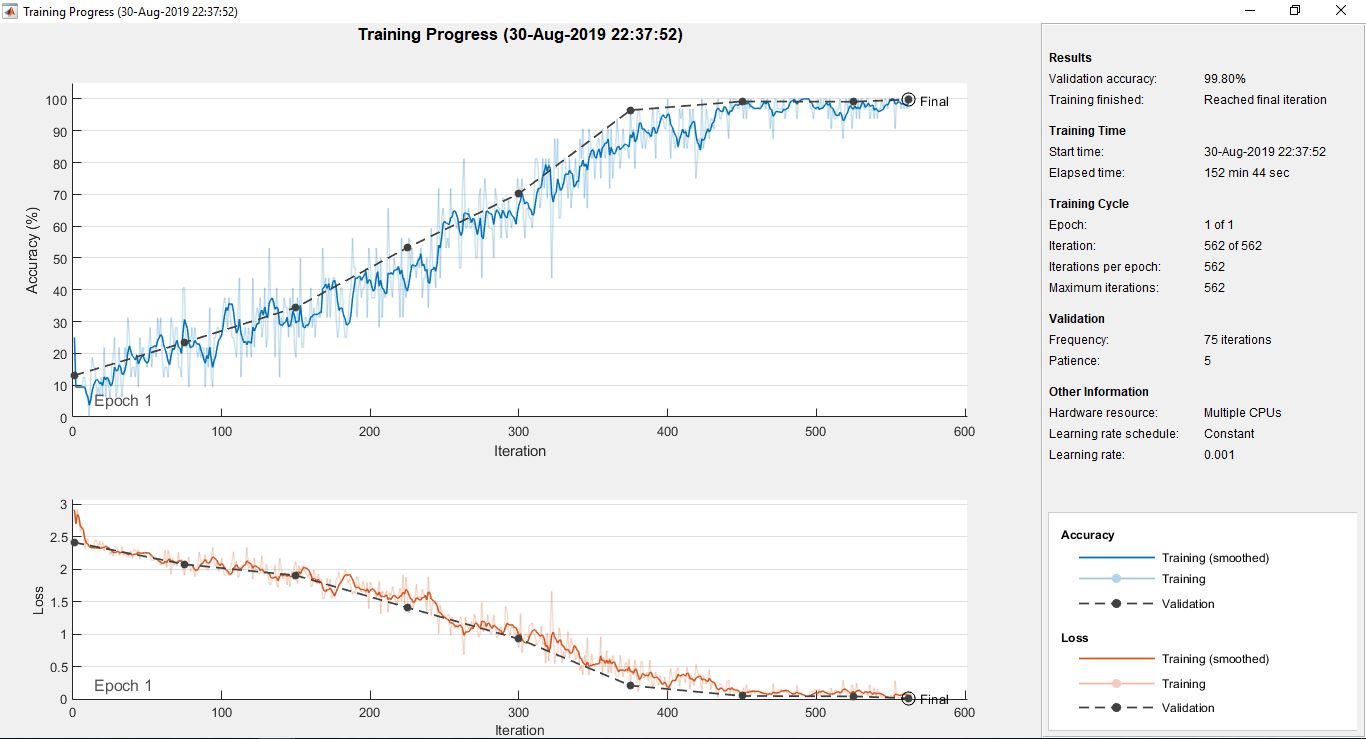 Training Progress (30-Aug-2019 22:37:52)
Training Progress (30-Aug-2019 22:37:52)
100
90
80
70
60
50
40
30
20
10
0
Accuracy (%)
Final
Epoch 1
0 100 200 300 400 500 600
Iteration
3
2.5
2
1.5
1
0.5
0
Loss
Final
Epoch 1
0 100 200 300 400 500 600
Iteration
Results
Validation accuracy: 99.80%
Training finished: Reached final iteration
Training Time
Start time: 30-Aug-2019 22:37:52
Elapsed time: 152 min 44 sec
Training Cycle
Epoch: 1 of 1
Iteration: 562 of 562
Iterations per epoch: 562
Maximum iterations: 562
Validation
Frequency: 75 iterations
Patience: 5
Other Information
Hardware resource: Multiple CPUs
Learning rate schedule: Constant
Learning rate: 0.001
Accuracy
Training (smoothed)
Training
Validation
Loss
Training (smoothed)
Training
Validation